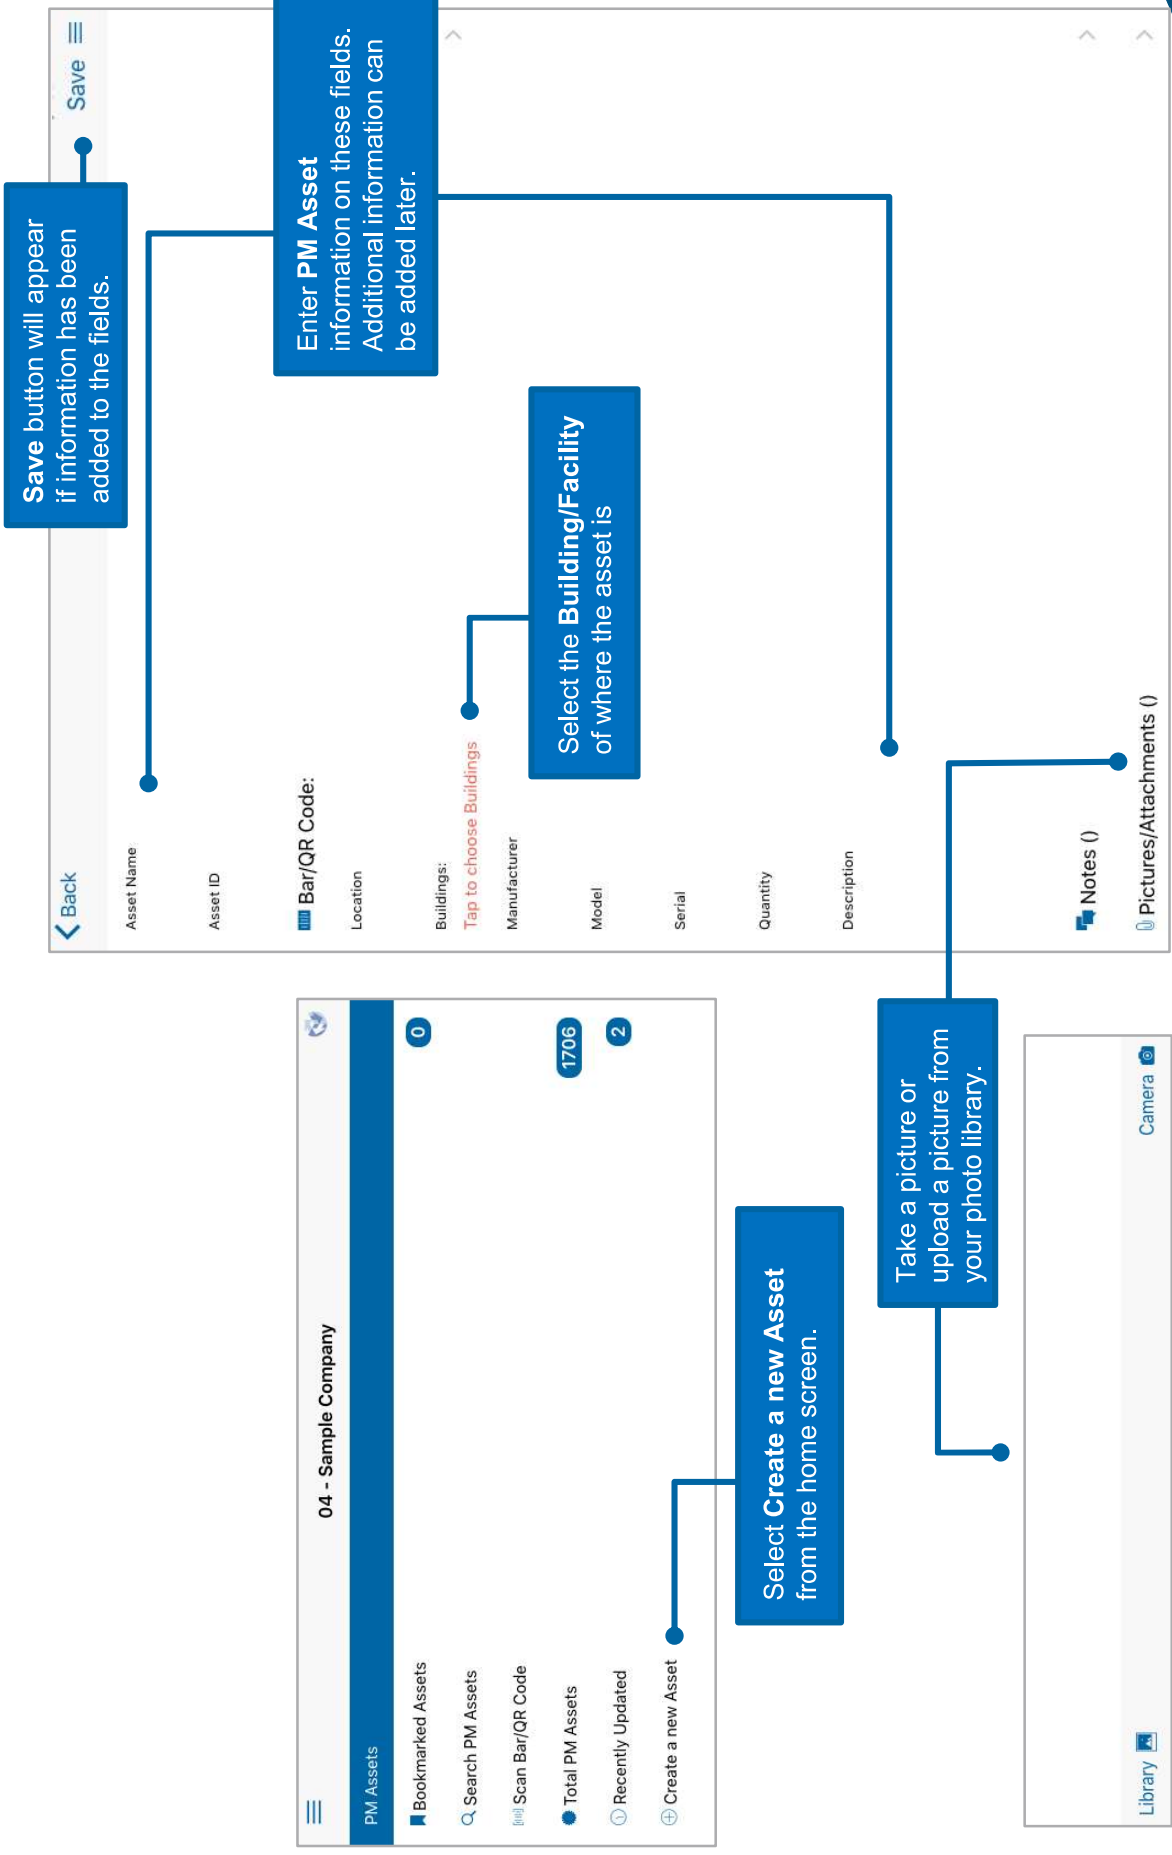 04 - Sample Company
PM Assets
Bookmarked Assets
0
Search PM Assets
Scan Bar/QR Code
Total PM Assets
1706
Recently Updated
2
Create a new Asset
Select Create a new Asset
from the home screen.
Take a picture or
upload a picture from
your photo library.
Library
Camera
Back
Save
Save button will appear
if information has been
added to the fields.
Asset Name
Asset ID
Bar/QR Code:
Location
Buildings:
Tap to choose Buildings
Manufacturer
Model
Serial
Quantity
Description
Notes ()
Pictures/Attachments ()
Enter PM Asset
information on these fields.
Additional information can
be added later.
Select the Building/Facility
of where the asset is